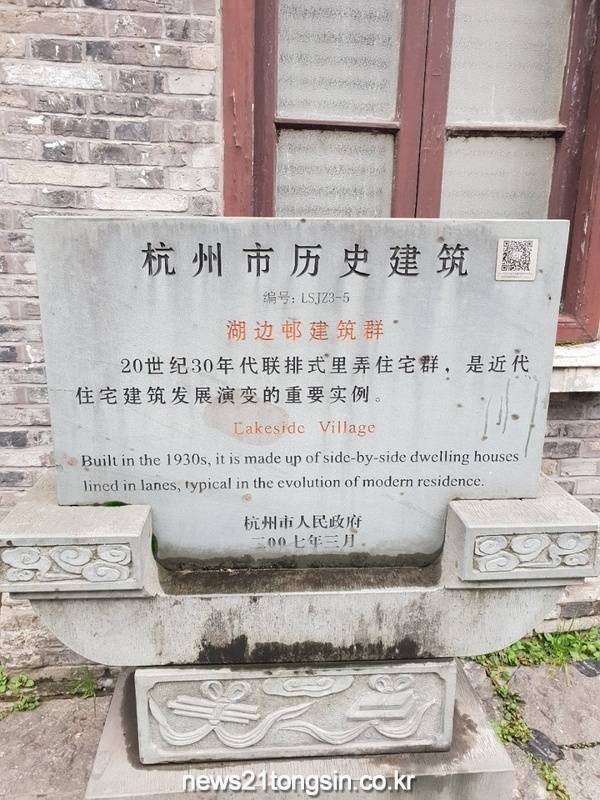 杭州市历史建筑
编号: LSJZ3-5
湖边邨建筑群
20世纪30年代联排式里弄住宅群，是近代
住宅建筑发展演变的重要实例。
Lakeside Village
Built in the 1930s, it is made up of side-by-side dwelling houses
lined in lanes, typical in the evolution of modern residence.
杭州市人民政府
二00七年三月
news21tongsin.co.kr